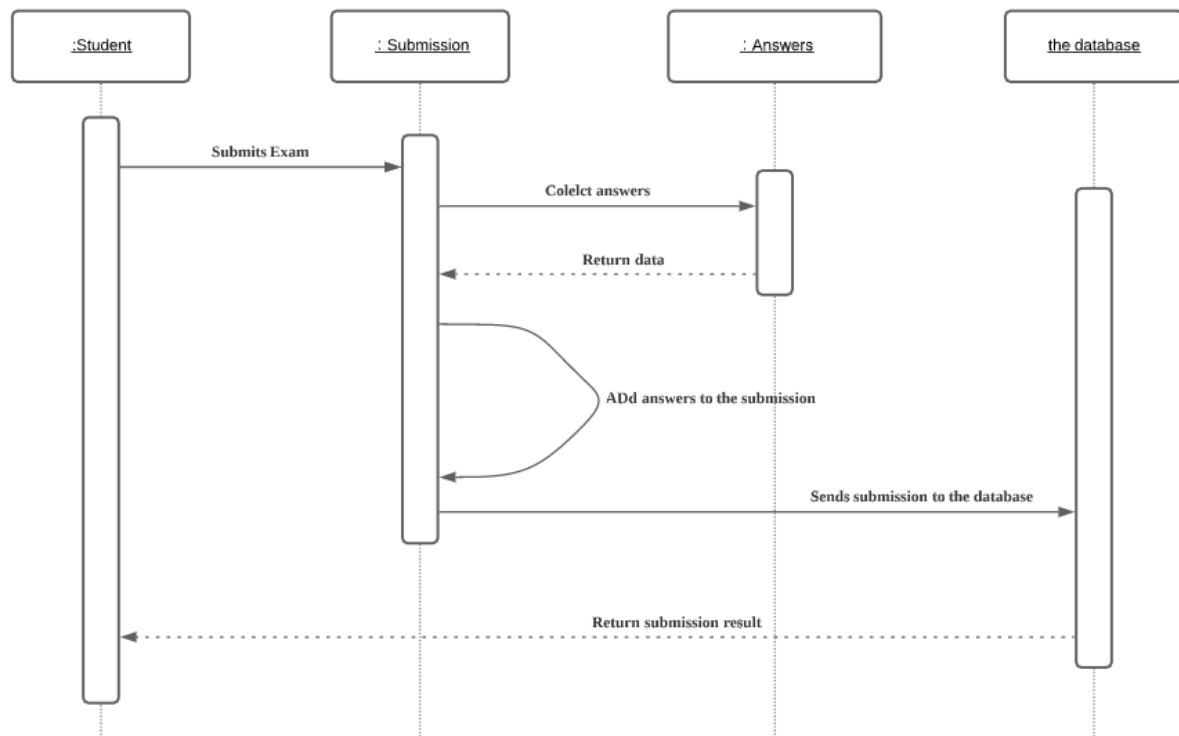 :Student
: Submission
: Answers
the database
Submits Exam
Colelct answers
Return data
ADd answers to the submission
Sends submission to the database
Return submission result